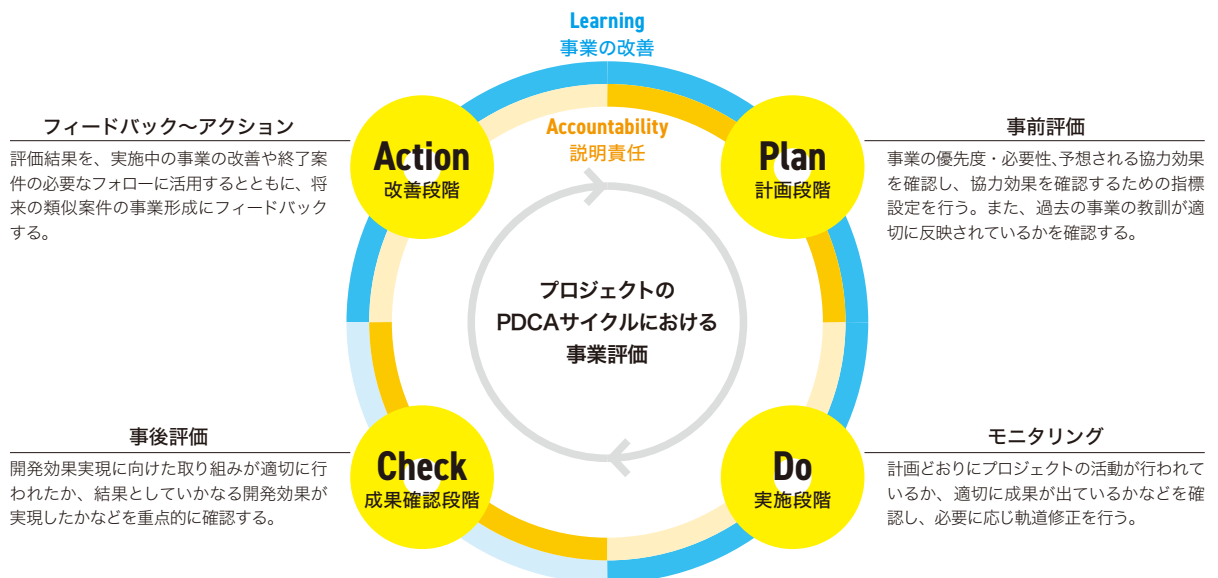 Learning
事業の改善
Accountability
説明責任
フィードバック〜アクション
評価結果を、実施中の事業の改善や終了案
件の必要なフォローに活用するとともに、将
来の類似案件の事業形成にフィードバック
する。
Action
改善段階
Plan
計画段階
事前評価
事業の優先度・必要性、予想される協力効果
を確認し、協力効果を確認するための指標
設定を行う。また、過去の事業の教訓が適
切に反映されているかを確認する。
プロジェクトの
PDCAサイクルにおける
事業評価
事後評価
開発効果実現に向けた取り組みが適切に行
われたか、結果としていかなる開発効果が
実現したかなどを重点的に確認する。
Check
成果確認段階
Do
実施段階
モニタリング
計画どおりにプロジェクトの活動が行われて
いるか、適切に成果が出ているかなどを確
認し、必要に応じ軌道修正を行う。